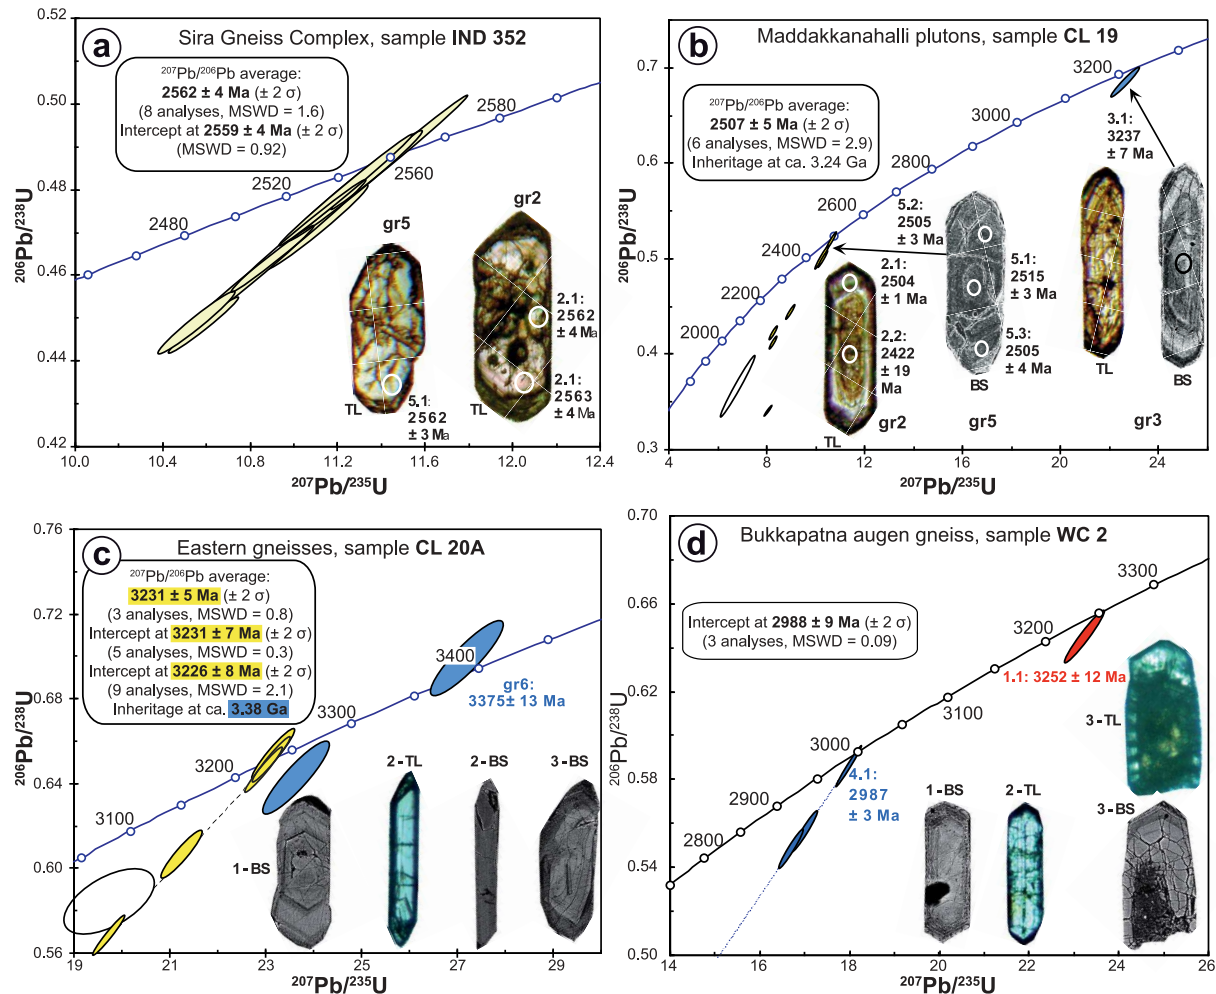 a
Sira Gneiss Complex, sample IND 352
207Pb/206Pb average:
2562 ± 4 Ma (± 2 σ)
(8 analyses, MSWD = 1.6)
Intercept at 2559 ± 4 Ma (± 2 σ)
(MSWD = 0.92)
0.52
0.50
0.48
0.46
0.44
0.42
206Pb/238U
2480
2520
2560
2580
gr5
gr2
2.1:
2562
± 4 Ma
2.1:
2563
± 4 Ma
5.1:
2562
± 3 Ma
TL
TL
10.0
10.4
10.8
11.2
11.6
12.0
12.4
207Pb/235U
b
Maddakkanahalli plutons, sample CL 19
207Pb/206Pb average:
2507 ± 5 Ma (± 2 σ)
(6 analyses, MSWD = 2.9)
Inheritage at ca. 3.24 Ga
0.7
0.6
0.5
0.4
0.3
206Pb/238U
2000
2200
2400
2600
2800
3000
3200
3.1:
3237
± 7 Ma
5.2:
2505
± 3 Ma
2.1:
2504
± 1 Ma
5.1:
2515
± 3 Ma
2.2:
2422
± 19
Ma
5.3:
2505
± 4 Ma
TL
BS
TL
BS
gr2
gr5
gr3
4
8
12
16
20
24
207Pb/235U
c
Eastern gneisses, sample CL 20A
207Pb/206Pb average:
3231 ± 5 Ma (± 2 σ)
(3 analyses, MSWD = 0.8)
Intercept at 3231 ± 7 Ma (± 2 σ)
(5 analyses, MSWD = 0.3)
Intercept at 3226 ± 8 Ma (± 2 σ)
(9 analyses, MSWD = 2.1)
Inheritage at ca. 3.38 Ga
0.76
0.72
0.68
0.64
0.60
0.56
206Pb/238U
3100
3200
3300
3400
gr6:
3375± 13 Ma
1-BS
2-TL
2-BS
3-BS
19
21
23
25
27
29
207Pb/235U
d
Bukkapatna augen gneiss, sample WC 2
Intercept at 2988 ± 9 Ma (± 2 σ)
(3 analyses, MSWD = 0.09)
0.70
0.66
0.62
0.58
0.54
0.50
206Pb/238U
2800
2900
3000
3100
3200
3300
1.1: 3252 ± 12 Ma
4.1:
2987
± 3 Ma
3-TL
1-BS
2-TL
3-BS
14
16
18
20
22
24
26
207Pb/235U